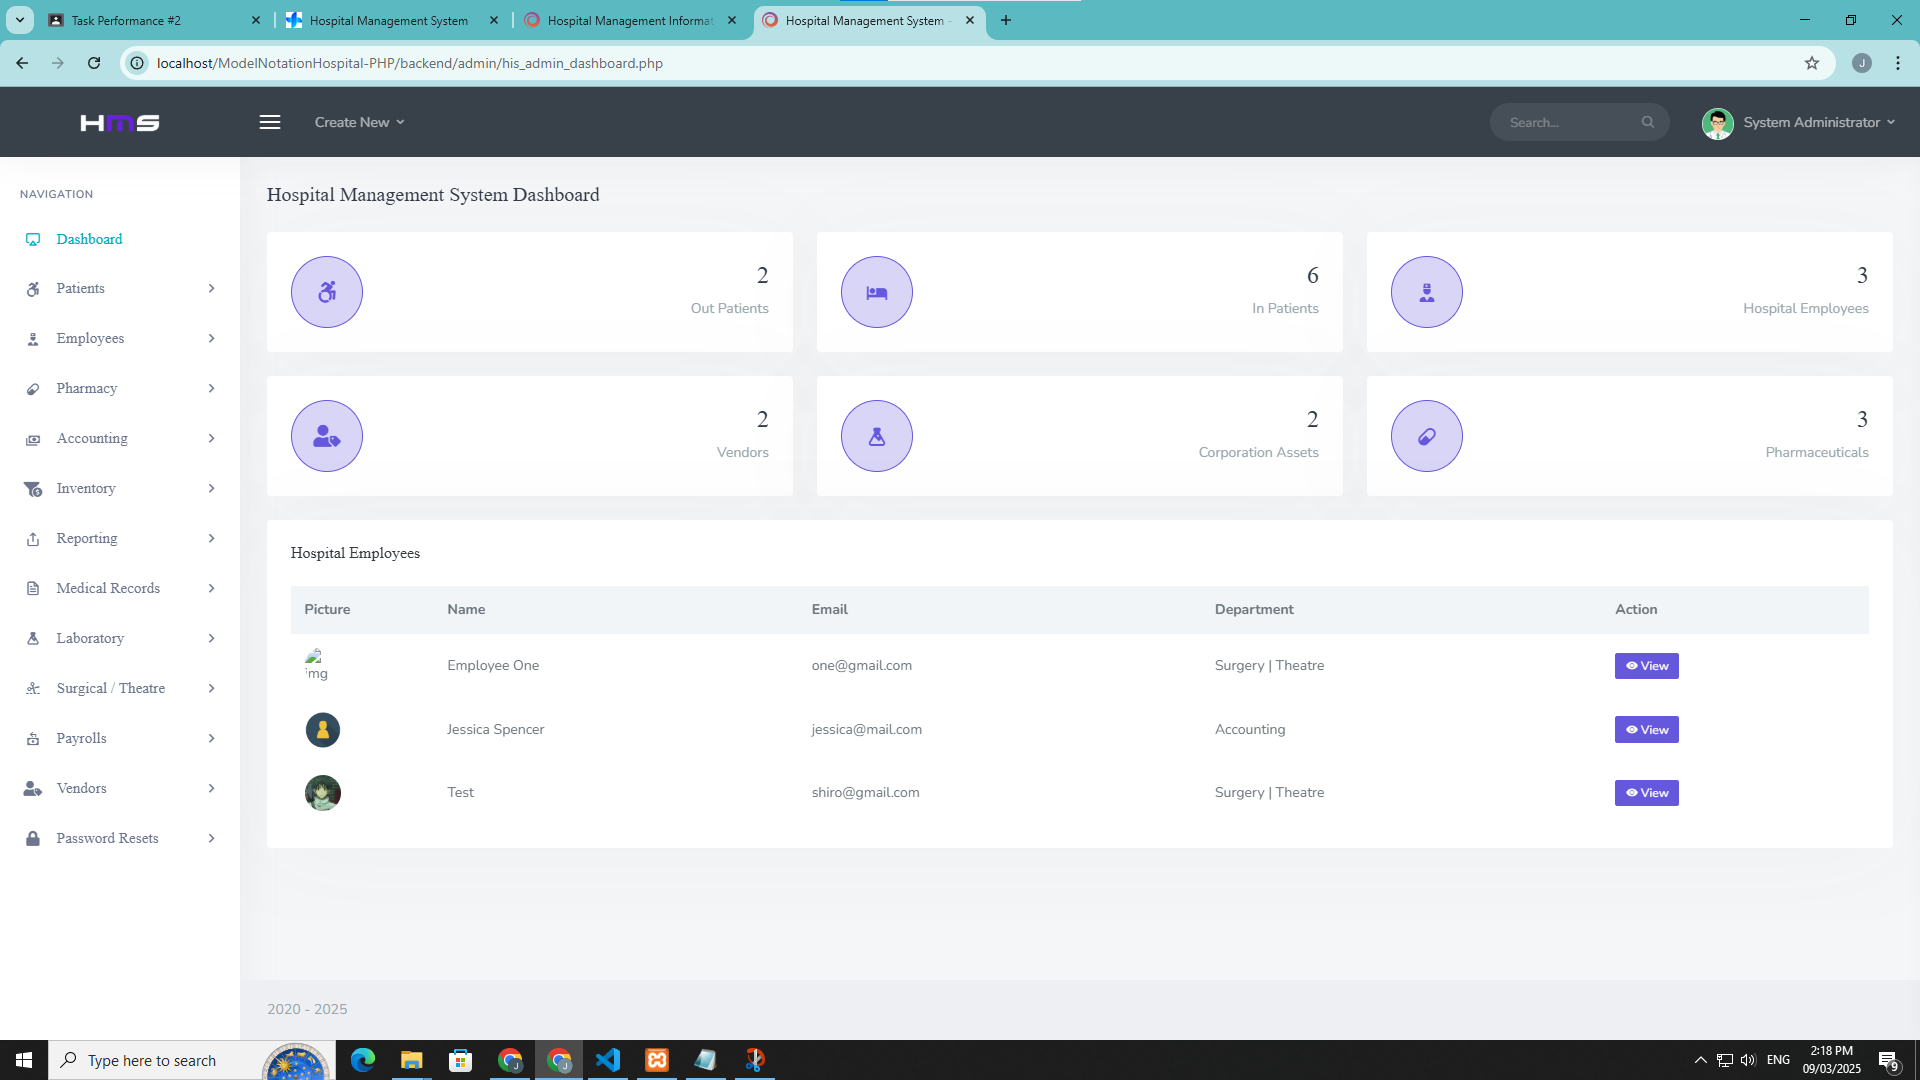 Task Performance #2
Hospital Management System
Hospital Management Informat
Hospital Management System -
localhost/ModelNotationHospital-PHP/backend/admin/his_admin_dashboard.php
J
HMS
Create New
Search...
System Administrator
NAVIGATION
Dashboard
Patients
Employees
Pharmacy
Accounting
Inventory
Reporting
Medical Records
Laboratory
Surgical / Theatre
Payrolls
Vendors
Password Resets
Hospital Management System Dashboard
2
Out Patients
6
In Patients
3
Hospital Employees
2
Vendors
2
Corporation Assets
3
Pharmaceuticals
Hospital Employees
Picture Name Email Department Action
img Employee One one@gmail.com Surgery | Theatre View
Jessica Spencer jessica@mail.com Accounting View
Test shiro@gmail.com Surgery | Theatre View
2020 - 2025
Type here to search
J
J
ENG
2:18 PM
09/03/2025
9